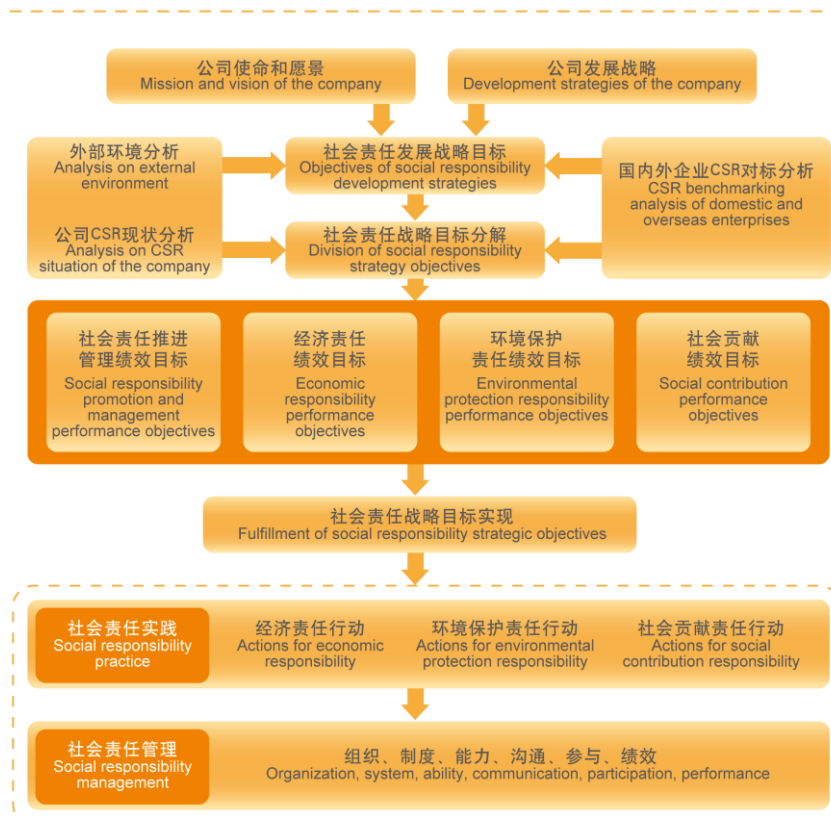 公司使命和愿景
Mission and vision of the company
公司发展战略
Development strategies of the company
外部环境分析
Analysis on external
environment
社会责任发展战略目标
Objectives of social responsibility
development strategies
国内外企业CSR对标分析
CSR benchmarking
analysis of domestic and
overseas enterprises
公司CSR现状分析
Analysis on CSR
situation of the company
社会责任战略目标分解
Division of social responsibility
strategy objectives
社会责任推进
管理绩效目标
Social responsibility
promotion and
management
performance objectives
经济责任
绩效目标
Economic
responsibility
performance
objectives
环境保护
责任绩效目标
Environmental
protection responsibility
performance objectives
社会贡献
绩效目标
Social contribution
performance
objectives
社会责任战略目标实现
Fulfillment of social responsibility strategic objectives
社会责任实践
Social responsibility
practice
经济责任行动
Actions for economic
responsibility
环境保护责任行动
Actions for environmental
protection responsibility
社会贡献责任行动
Actions for social
contribution responsibility
社会责任管理
Social responsibility
management
组织、制度、能力、沟通、参与、绩效
Organization, system, ability, communication, participation, performance